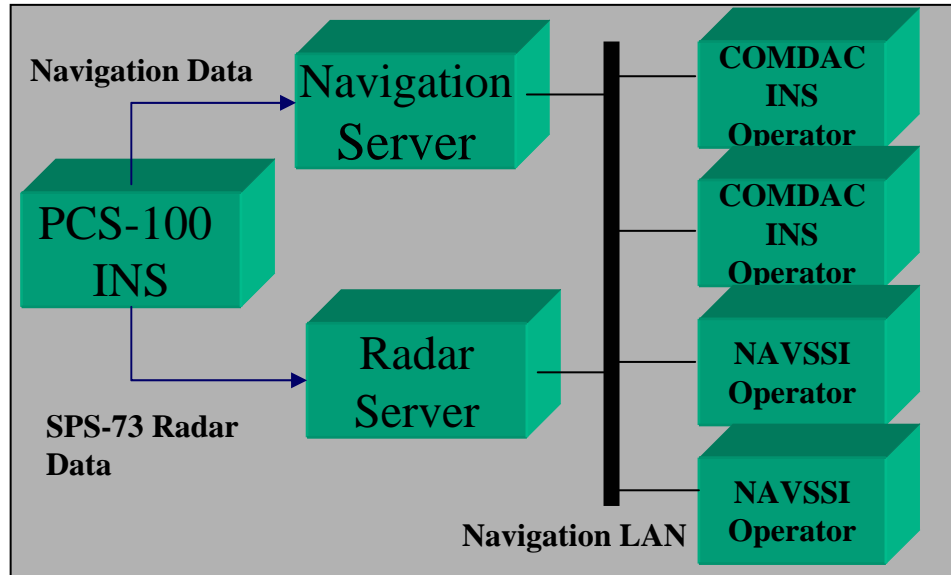 Navigation Data
Navigation
Server
PCS-100
INS
Radar
Server
SPS-73 Radar
Data
Navigation LAN
COMDAC
INS
Operator
COMDAC
INS
Operator
NAVSSI
Operator
NAVSSI
Operator